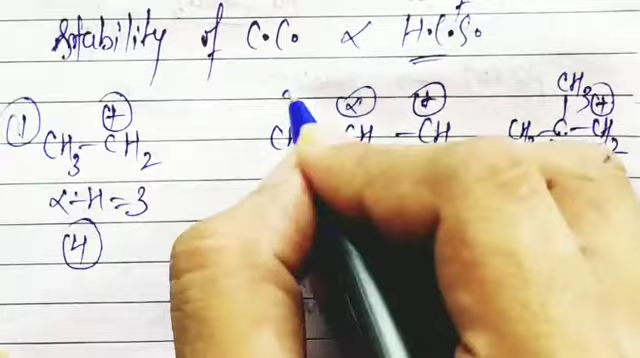 Stability of C.C. ∝ H.C.S.
CH3
① CH3-CH2 ⊕ CH -CH α ⊕ CH3-C-CH2 ⊕
α-H=3
④